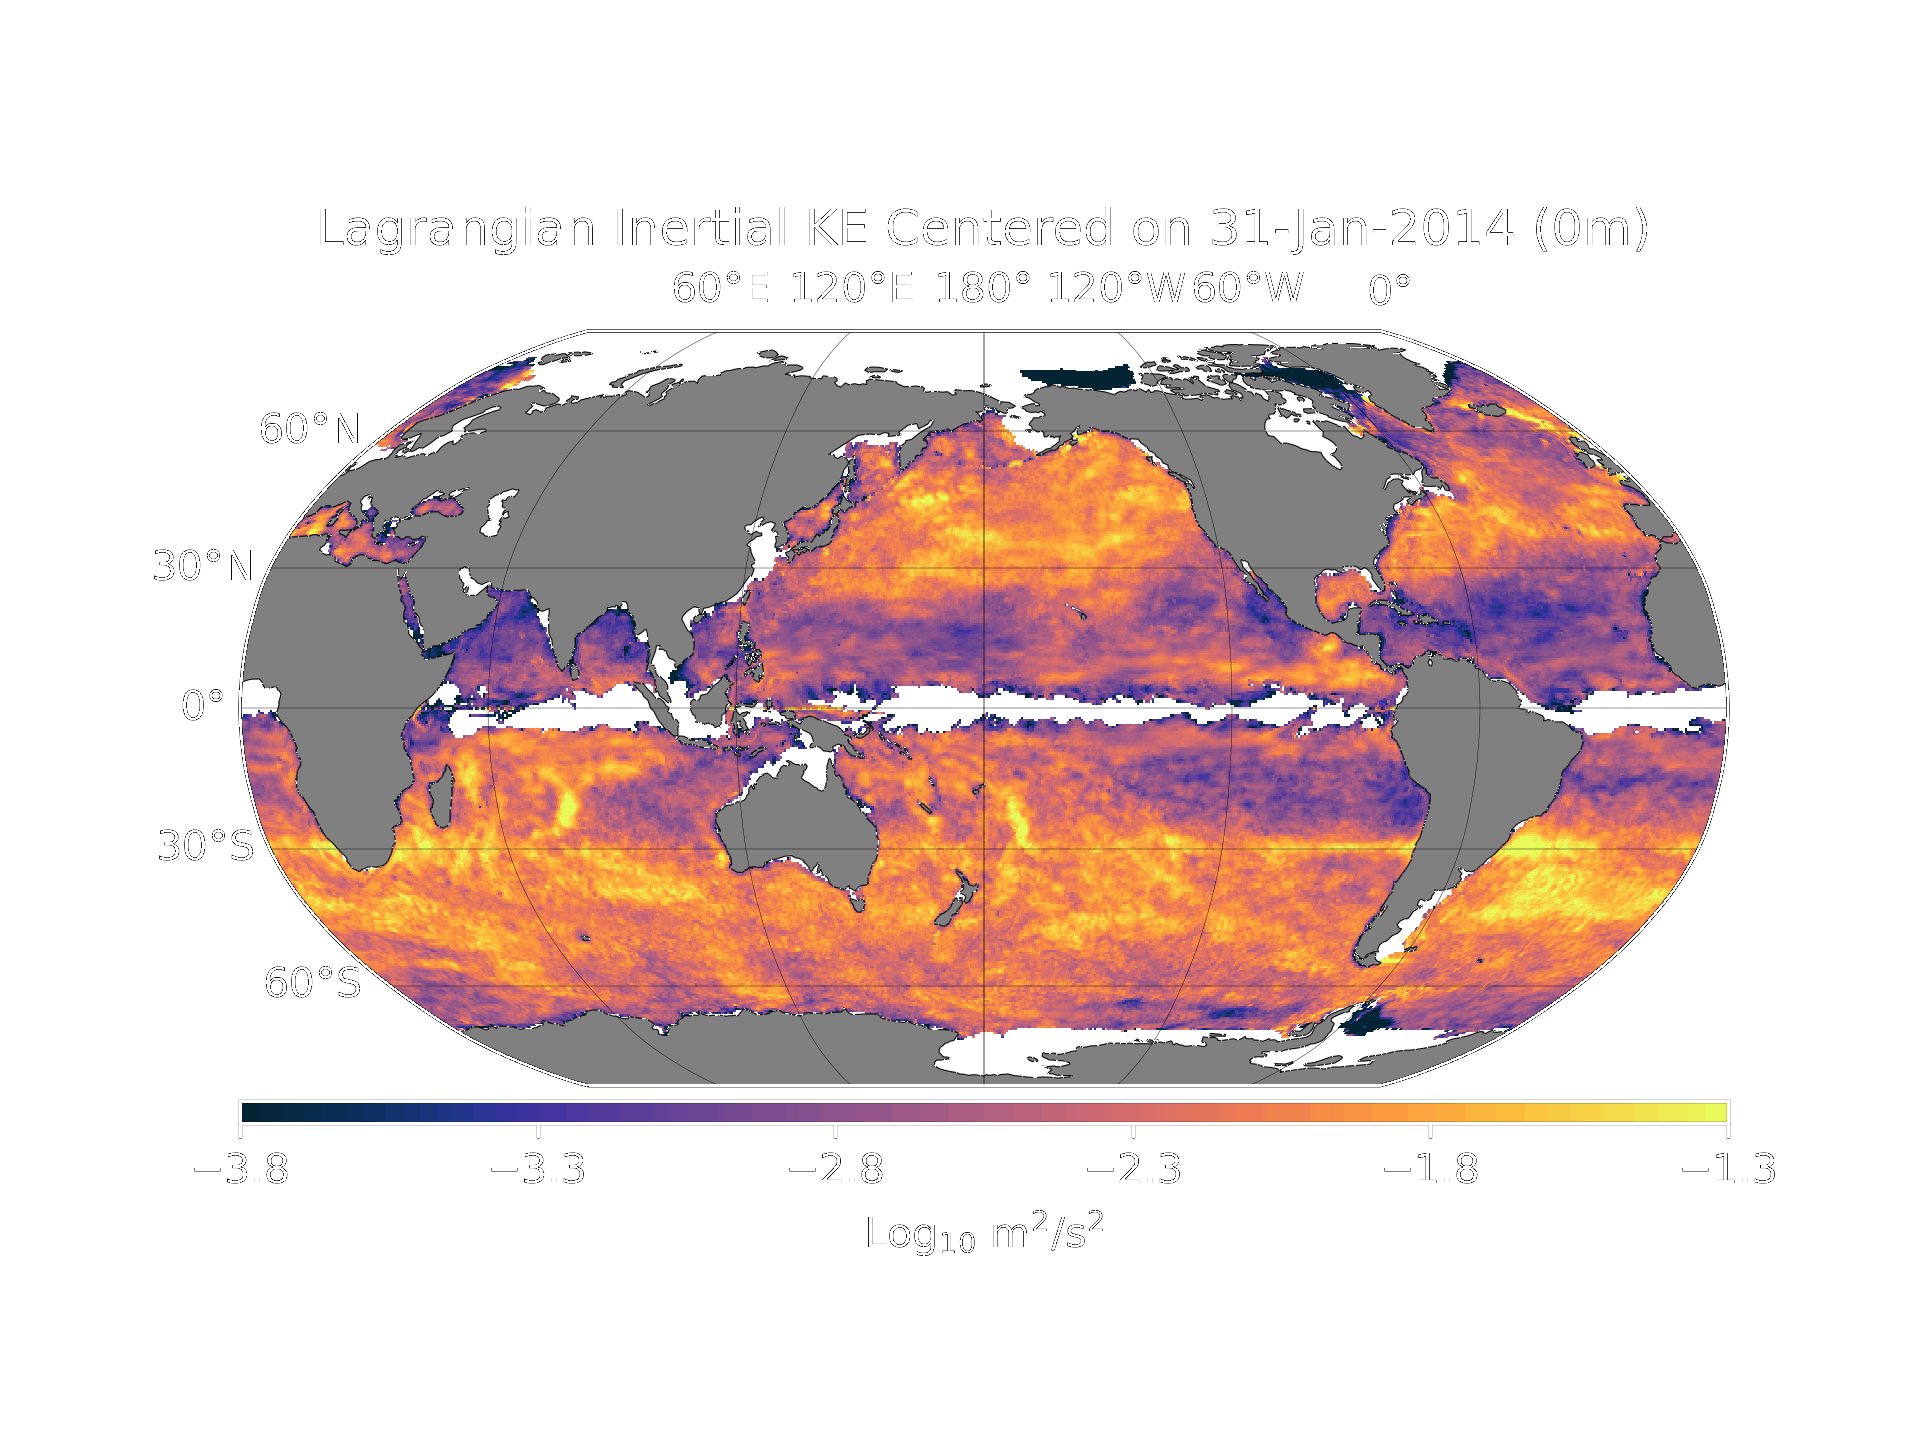 Lagrangian Inertial KE Centered on 31-Jan-2014 (0m)
60°E 120°E 180° 120°W 60°W 0°
60°N
30°N
0°
30°S
60°S
−3.8 −3.3 −2.8 −2.3 −1.8 −1.3
Log₁₀ m²/s²